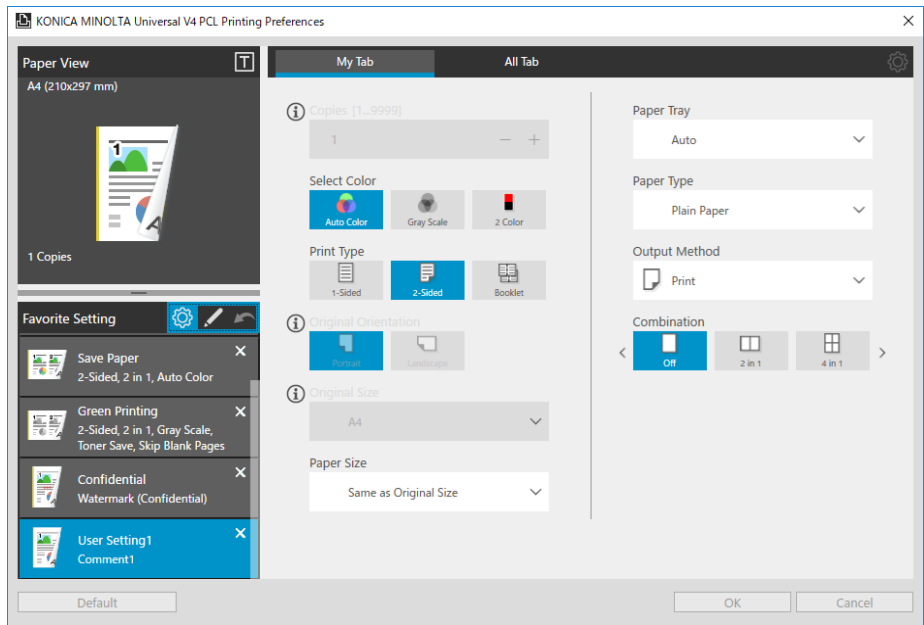 KONICA MINOLTA Universal V4 PCL Printing Preferences
Paper View
T
A4 (210x297 mm)
1
1 Copies
Favorite Setting
Save Paper
2-Sided, 2 in 1, Auto Color
Green Printing
2-Sided, 2 in 1, Gray Scale,
Toner Save, Skip Blank Pages
Confidential
Watermark (Confidential)
User Setting1
Comment1
Default
My Tab
All Tab
Copies [1..9999]
1
Select Color
Auto Color
Gray Scale
2 Color
Print Type
1-Sided
2-Sided
Booklet
Original Orientation
Portrait
Landscape
Original Size
A4
Paper Size
Same as Original Size
Paper Tray
Auto
Paper Type
Plain Paper
Output Method
Print
Combination
Off
2 in 1
4 in 1
OK
Cancel